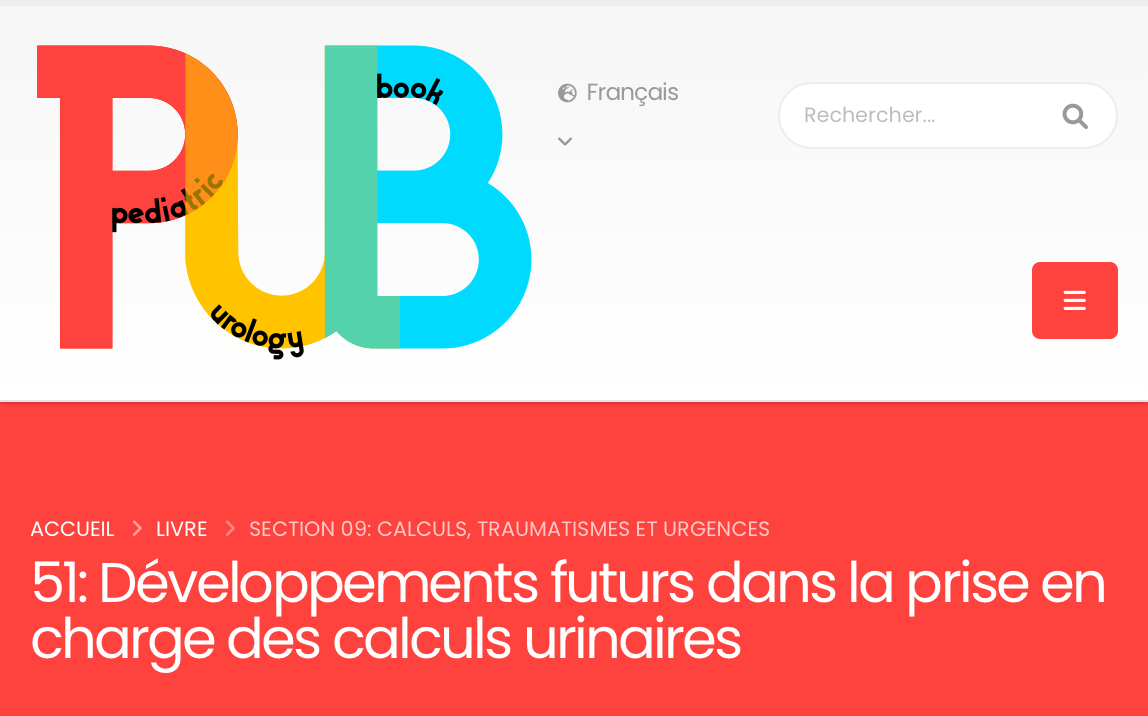 PUB
pediatric
urology
book
Français
Rechercher...
ACCUEIL > LIVRE > SECTION 09: CALCULS, TRAUMATISMES ET URGENCES
51: Développements futurs dans la prise en
charge des calculs urinaires